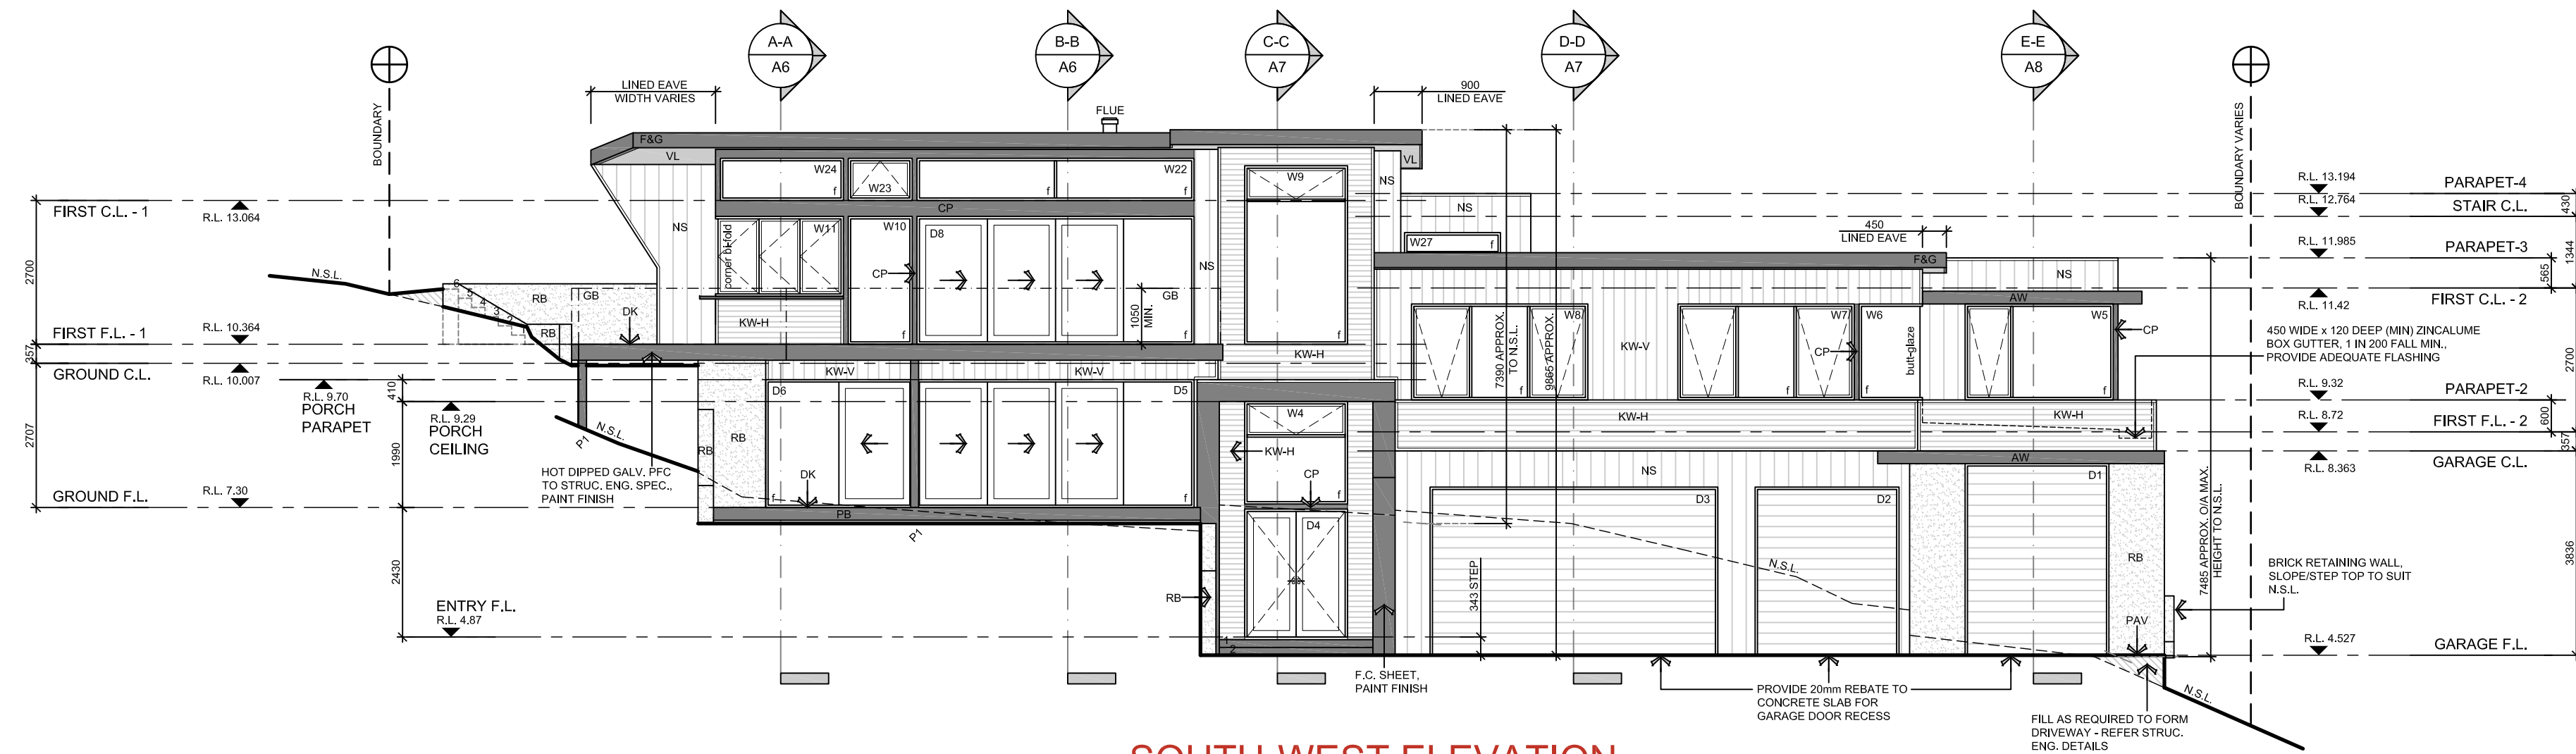 A-A
A6
B-B
A6
C-C
A7
D-D
A7
E-E
A8
BOUNDARY
LINED EAVE
WIDTH VARIES
FLUE
900
LINED EAVE
BOUNDARY VARIES
F&G
VL
VL
W24
f
W23
f
W22
f
W9
NS
NS
CP
NS
NS
W27
f
450
LINED EAVE
F&G
NS
corner bi-fold
W11
W10
f
D8
CP
f
NS
GB
1050
MIN.
KW-H
KW-H
f
7390 APPROX.
TO N.S.L.
9865 APPROX.
W8
f
KW-V
W7
f
CP
W6
f
butt-glaze
AW
W5
f
CP
FIRST C.L. - 1
R.L. 13.064
2700
N.S.L.
6
5
4
3
2
RB
RB
GB
DK
FIRST F.L. - 1
R.L. 10.364
357
GROUND C.L.
R.L. 10.007
R.L. 9.70
PORCH
PARAPET
410
R.L. 9.29
PORCH
CEILING
2707
1990
GROUND F.L.
R.L. 7.30
2430
ENTRY F.L.
R.L. 4.87
P1
N.S.L.
HOT DIPPED GALV. PFC
TO STRUC. ENG. SPEC.,
PAINT FINISH
RB
RB
KW-V
KW-V
D6
f
DK
D5
f
PB
P1
W4
KW-H
CP
f
D4
RB
1
2
343 STEP
F.C. SHEET,
PAINT FINISH
KW-H
KW-H
NS
D3
D2
AW
D1
RB
PAV
N.S.L.
PROVIDE 20mm REBATE TO
CONCRETE SLAB FOR
GARAGE DOOR RECESS
7485 APPROX. O/A MAX.
HEIGHT TO N.S.L.
N.S.L.
FILL AS REQUIRED TO FORM
DRIVEWAY - REFER STRUC.
ENG. DETAILS
R.L. 13.194
PARAPET-4
430
R.L. 12.764
STAIR C.L.
1344
R.L. 11.985
PARAPET-3
565
R.L. 11.42
FIRST C.L. - 2
450 WIDE x 120 DEEP (MIN) ZINCALUME
BOX GUTTER, 1 IN 200 FALL MIN.,
PROVIDE ADEQUATE FLASHING
2700
R.L. 9.32
PARAPET-2
600
R.L. 8.72
FIRST F.L. - 2
357
R.L. 8.363
GARAGE C.L.
3836
BRICK RETAINING WALL,
SLOPE/STEP TOP TO SUIT
N.S.L.
R.L. 4.527
GARAGE F.L.
SOUTH WEST ELEVATION